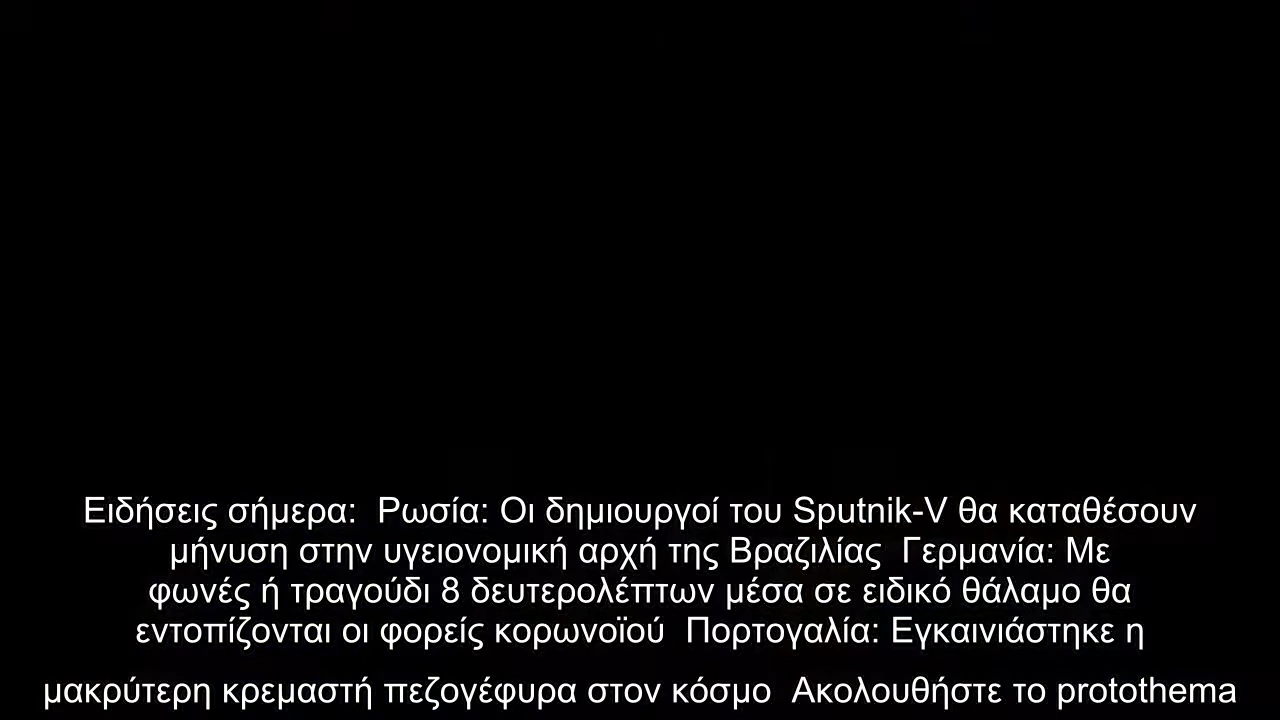 Ειδήσεις σήμερα:  Ρωσία: Οι δημιουργοί του Sputnik-V θα καταθέσουν
μήνυση στην υγειονομική αρχή της Βραζιλίας  Γερμανία: Με
φωνές ή τραγούδι 8 δευτερολέπτων μέσα σε ειδικό θάλαμο θα
εντοπίζονται οι φορείς κορωνοϊού  Πορτογαλία: Εγκαινιάστηκε η
μακρύτερη κρεμαστή πεζογέφυρα στον κόσμο  Ακολουθήστε το protothema